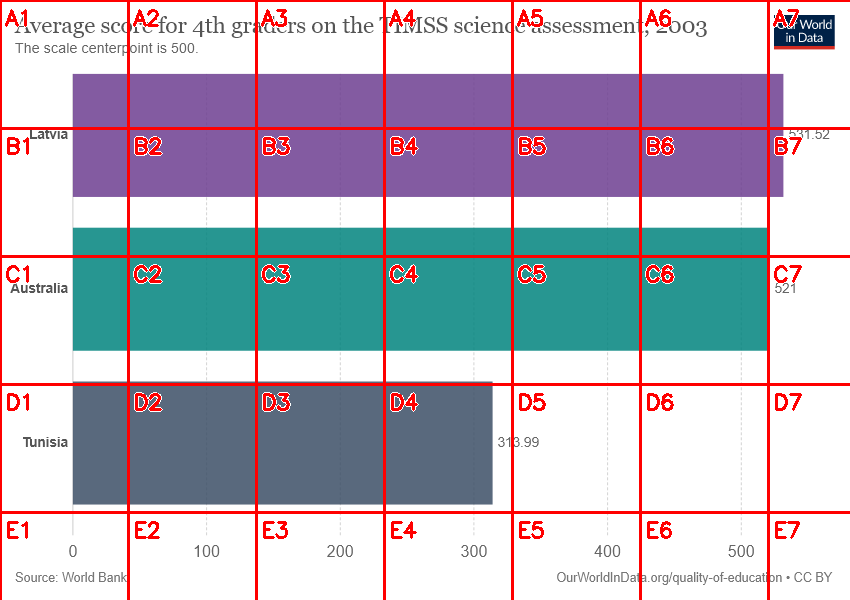 Average score for 4th graders on the TIMSS science assessment, 2003
The scale centerpoint is 500.
Our World
in Data
A1 A2 A3 A4 A5 A6 A7
Latvia 531.52
B1 B2 B3 B4 B5 B6 B7
C1 C2 C3 C4 C5 C6 C7
Australia 521
D1 D2 D3 D4 D5 D6 D7
Tunisia 313.99
E1 E2 E3 E4 E5 E6 E7
0 100 200 300 400 500
Source: World Bank
OurWorldInData.org/quality-of-education • CC BY